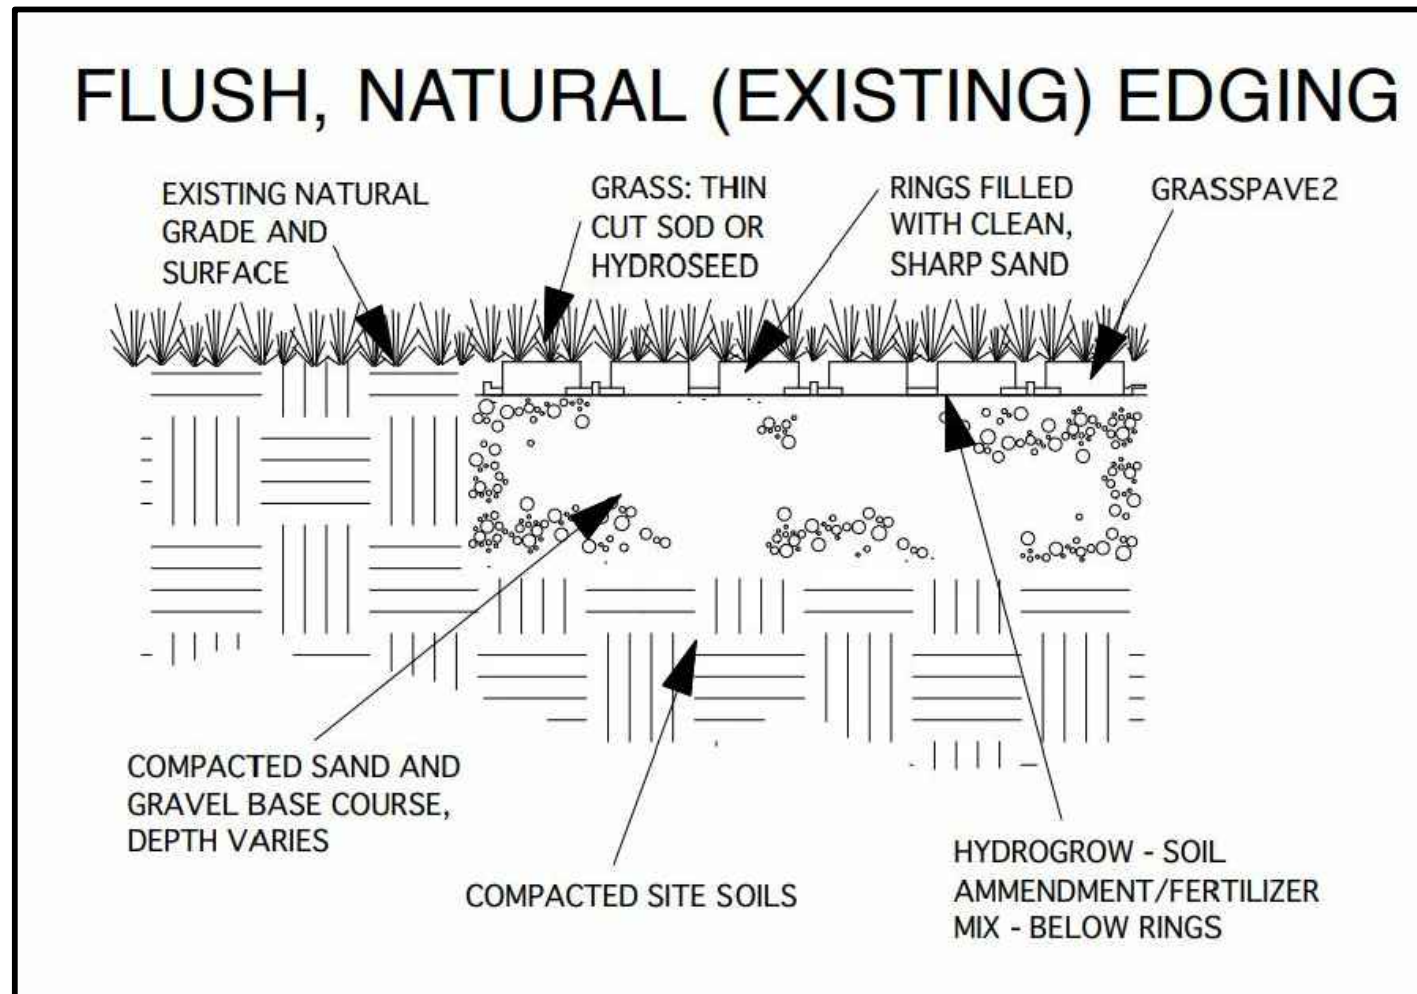 FLUSH, NATURAL (EXISTING) EDGING
EXISTING NATURAL
GRADE AND
SURFACE
GRASS: THIN
CUT SOD OR
HYDROSEED
RINGS FILLED
WITH CLEAN,
SHARP SAND
GRASSPAVE2
COMPACTED SAND AND
GRAVEL BASE COURSE,
DEPTH VARIES
COMPACTED SITE SOILS
HYDROGROW - SOIL
AMMENDMENT/FERTILIZER
MIX - BELOW RINGS